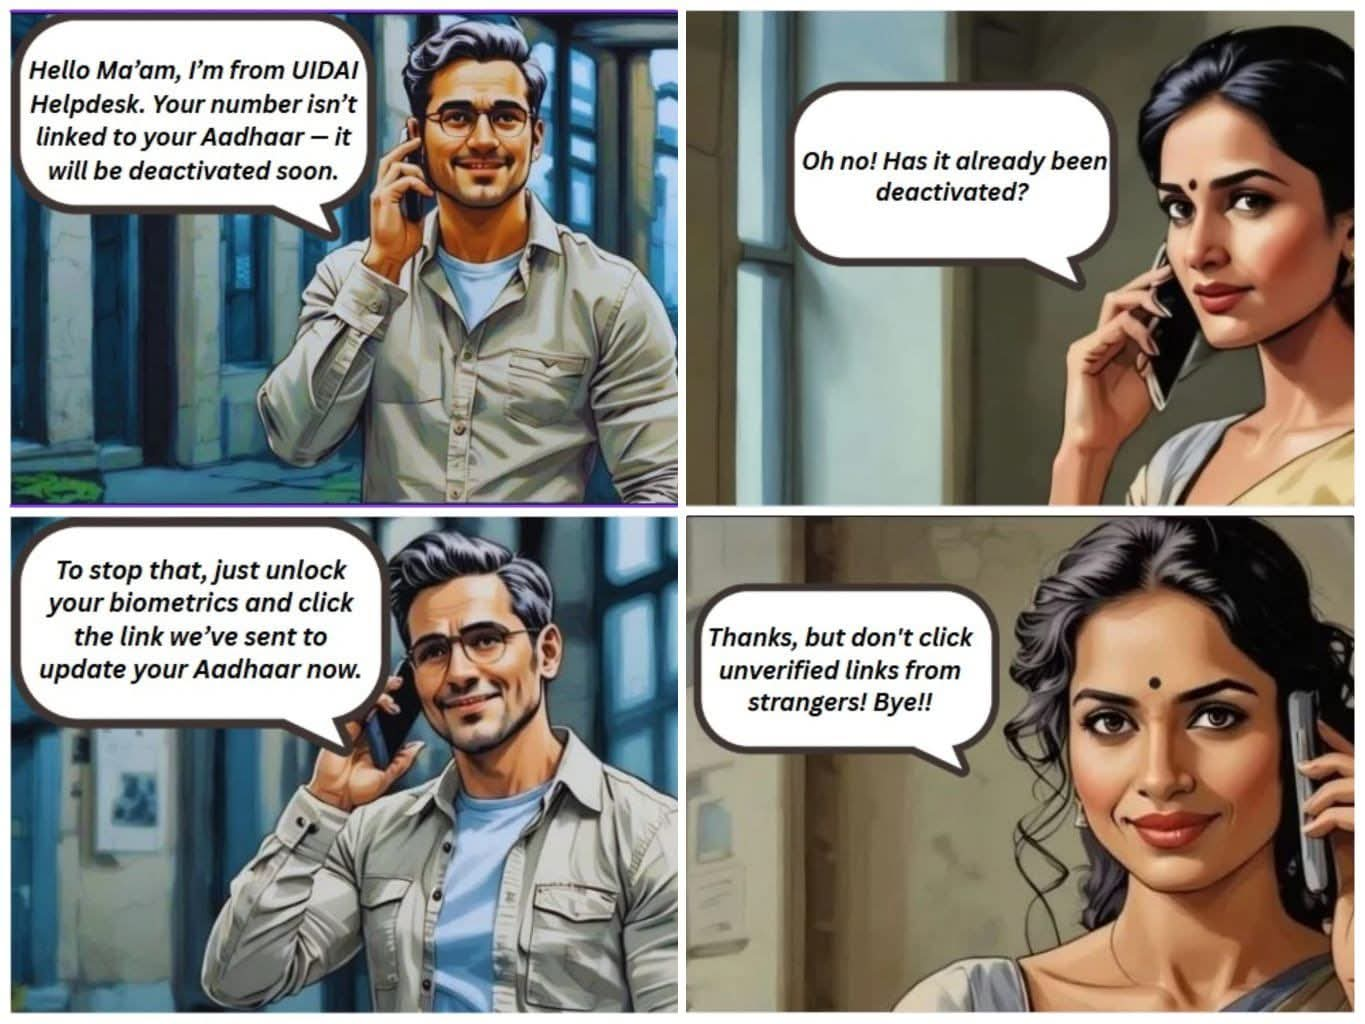 Hello Ma’am, I’m from UIDAI
Helpdesk. Your number isn’t
linked to your Aadhaar — it
will be deactivated soon.
Oh no! Has it already been
deactivated?
To stop that, just unlock
your biometrics and click
the link we’ve sent to
update your Aadhaar now.
Thanks, but don't click
unverified links from
strangers! Bye!!